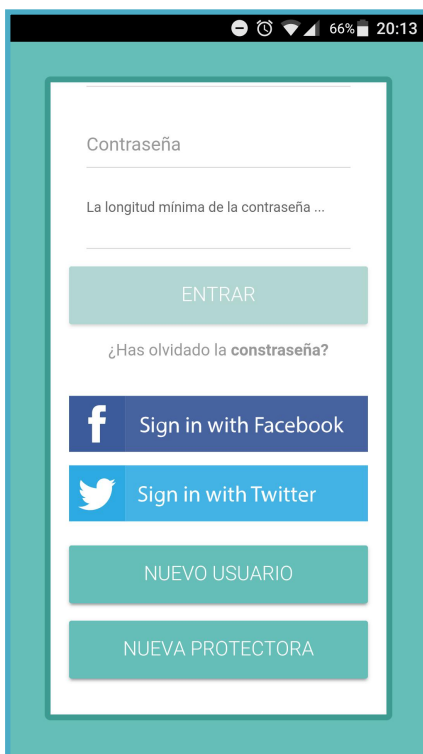 66% 20:13
Contraseña
La longitud mínima de la contraseña ...
ENTRAR
¿Has olvidado la constraseña?
f Sign in with Facebook
Sign in with Twitter
NUEVO USUARIO
NUEVA PROTECTORA